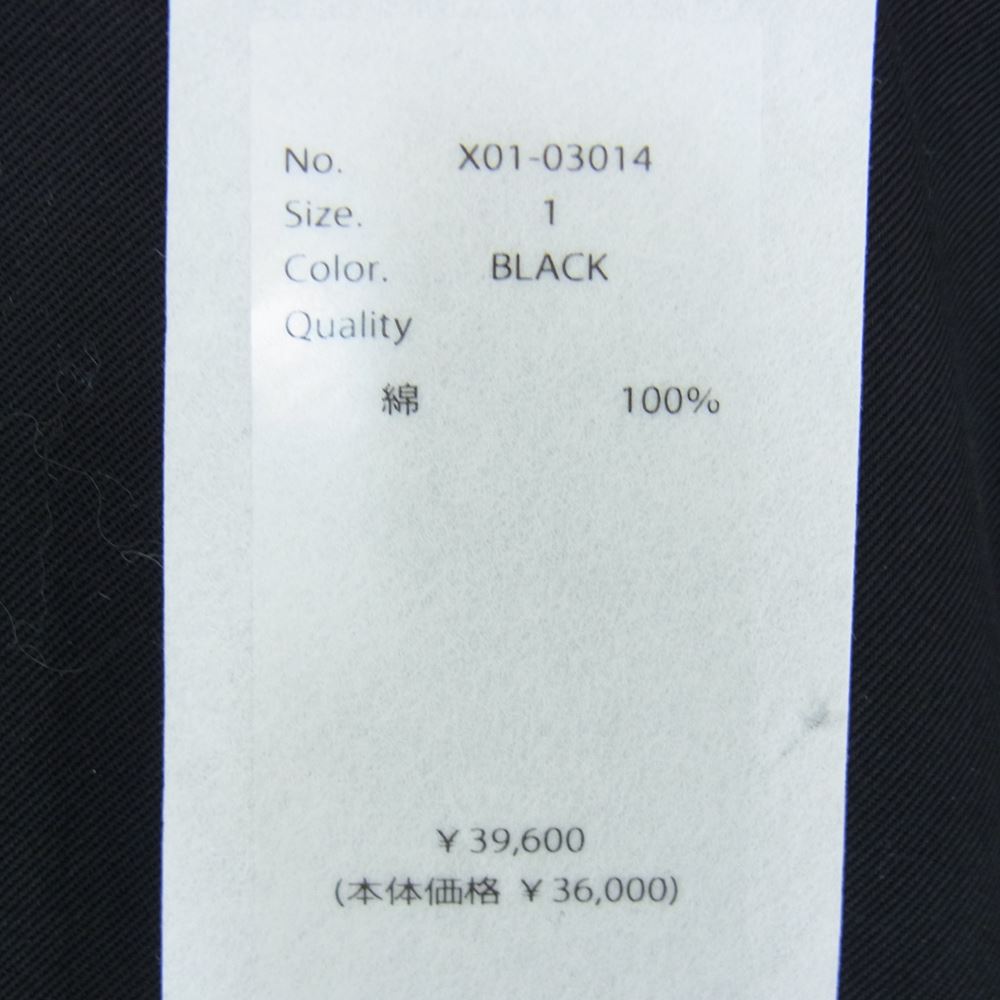 No. X01-03014
Size. 1
Color. BLACK
Quality
綿 100%
¥39,600
(本体価格 ¥36,000)